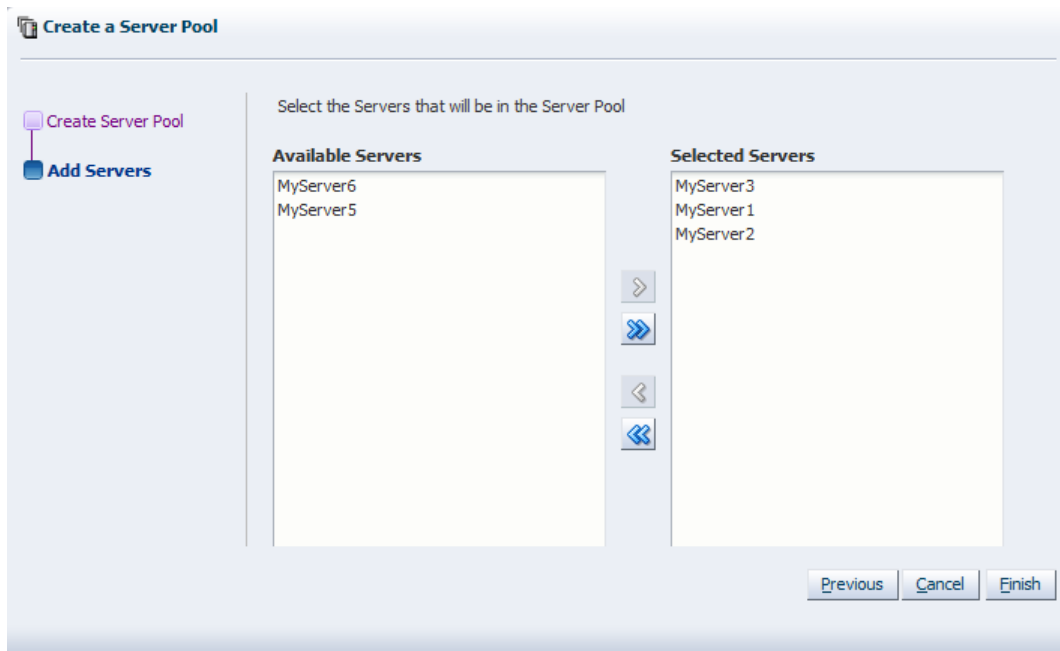 Create a Server Pool
Create Server Pool
Add Servers
Select the Servers that will be in the Server Pool
Available Servers
MyServer6
MyServer5
Selected Servers
MyServer3
MyServer1
MyServer2
Previous
Cancel
Finish